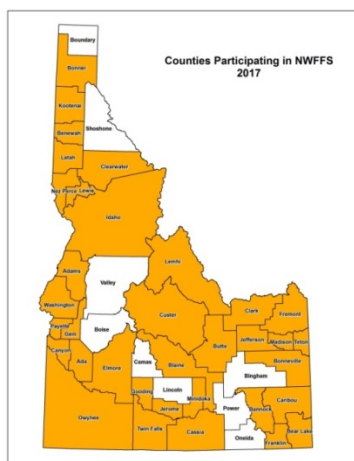 Boundary
Counties Participating in NWFFS
2017
Bonner
Kootenai
Shoshone
Benewah
Latah
Clearwater
Nez Perce Lewis
Idaho
Lemhi
Adams
Valley
Washington
Custer
Clark
Fremont
Payette
Gem
Boise
Butte
Jefferson
Madison
Teton
Canyon
Ada
Elmore
Camas
Blaine
Bonneville
Bingham
Gooding
Lincoln
Minidoka
Power
Bannock
Caribou
Jerome
Owyhee
Twin Falls
Cassia
Oneida
Franklin
Bear Lake